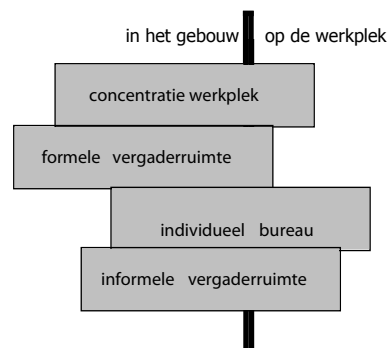 in het gebouw op de werkplek
concentratie werkplek
formele vergaderruimte
individueel bureau
informele vergaderruimte